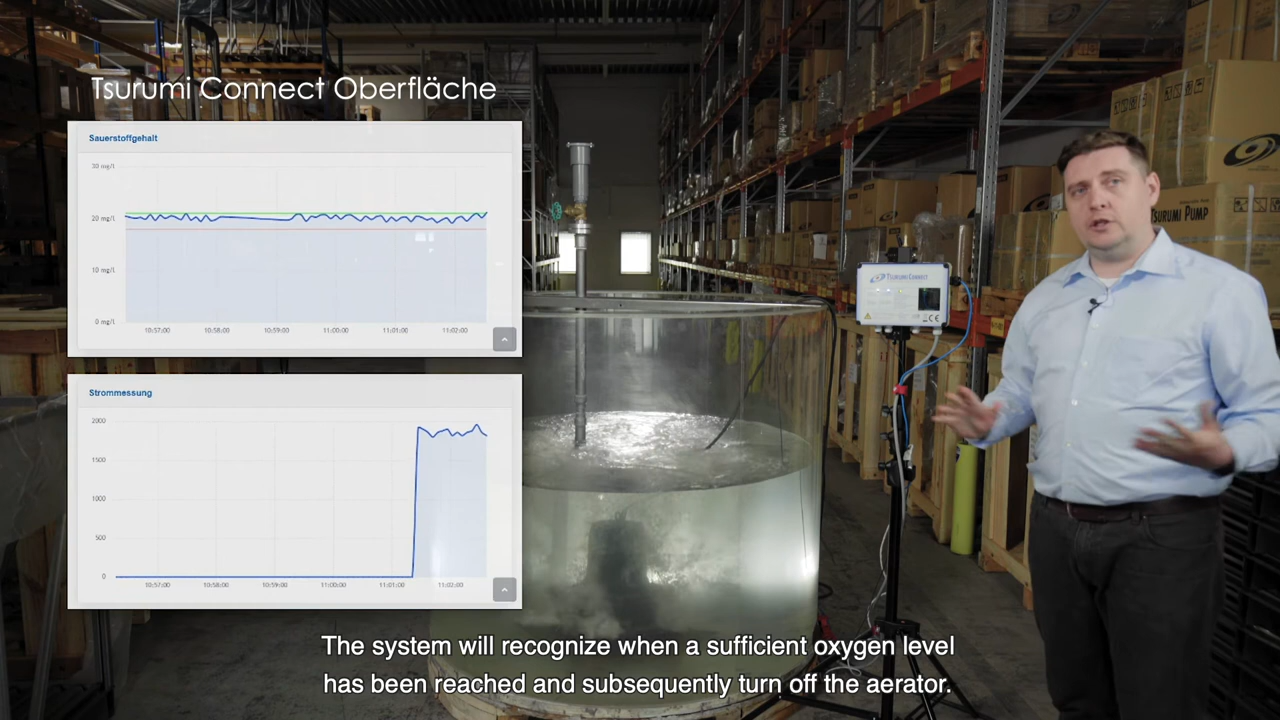 Tsurumi Connect Oberfläche
Sauerstoffgehalt
30 mg/l
20 mg/l
10 mg/l
0 mg/l
10:57:00 10:58:00 10:59:00 11:00:00 11:01:00 11:02:00
Strommessung
2000
1500
1000
500
0
10:57:00 10:58:00 10:59:00 11:00:00 11:01:00 11:02:00
TSURUMI CONNECT
CE
TSURUMI PUMP
The system will recognize when a sufficient oxygen level
has been reached and subsequently turn off the aerator.